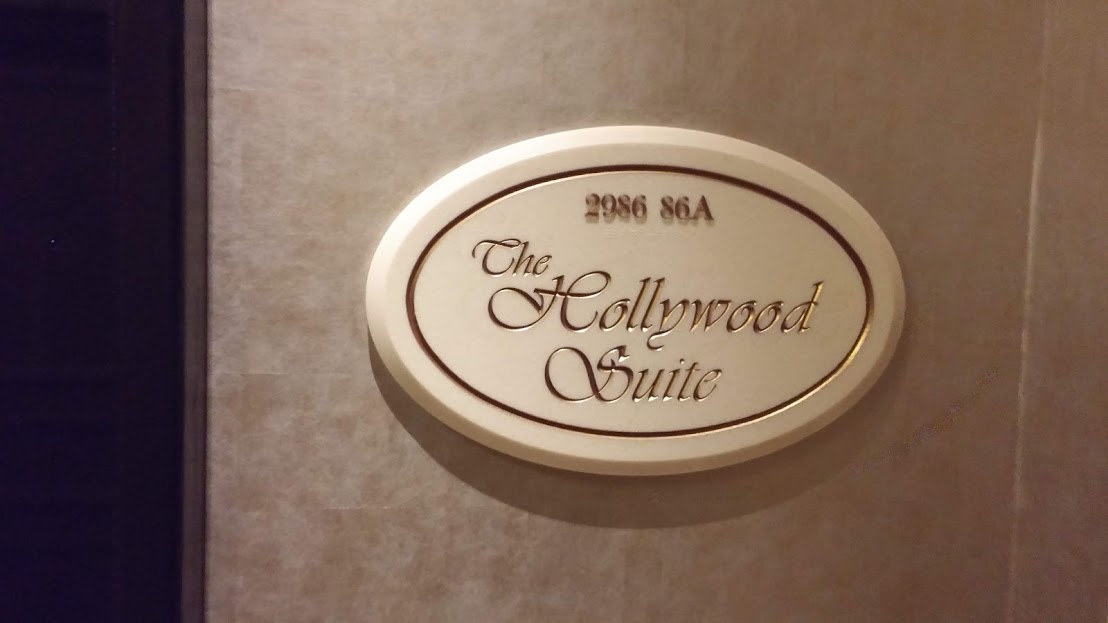 2986 86A
The
Hollywood
Suite